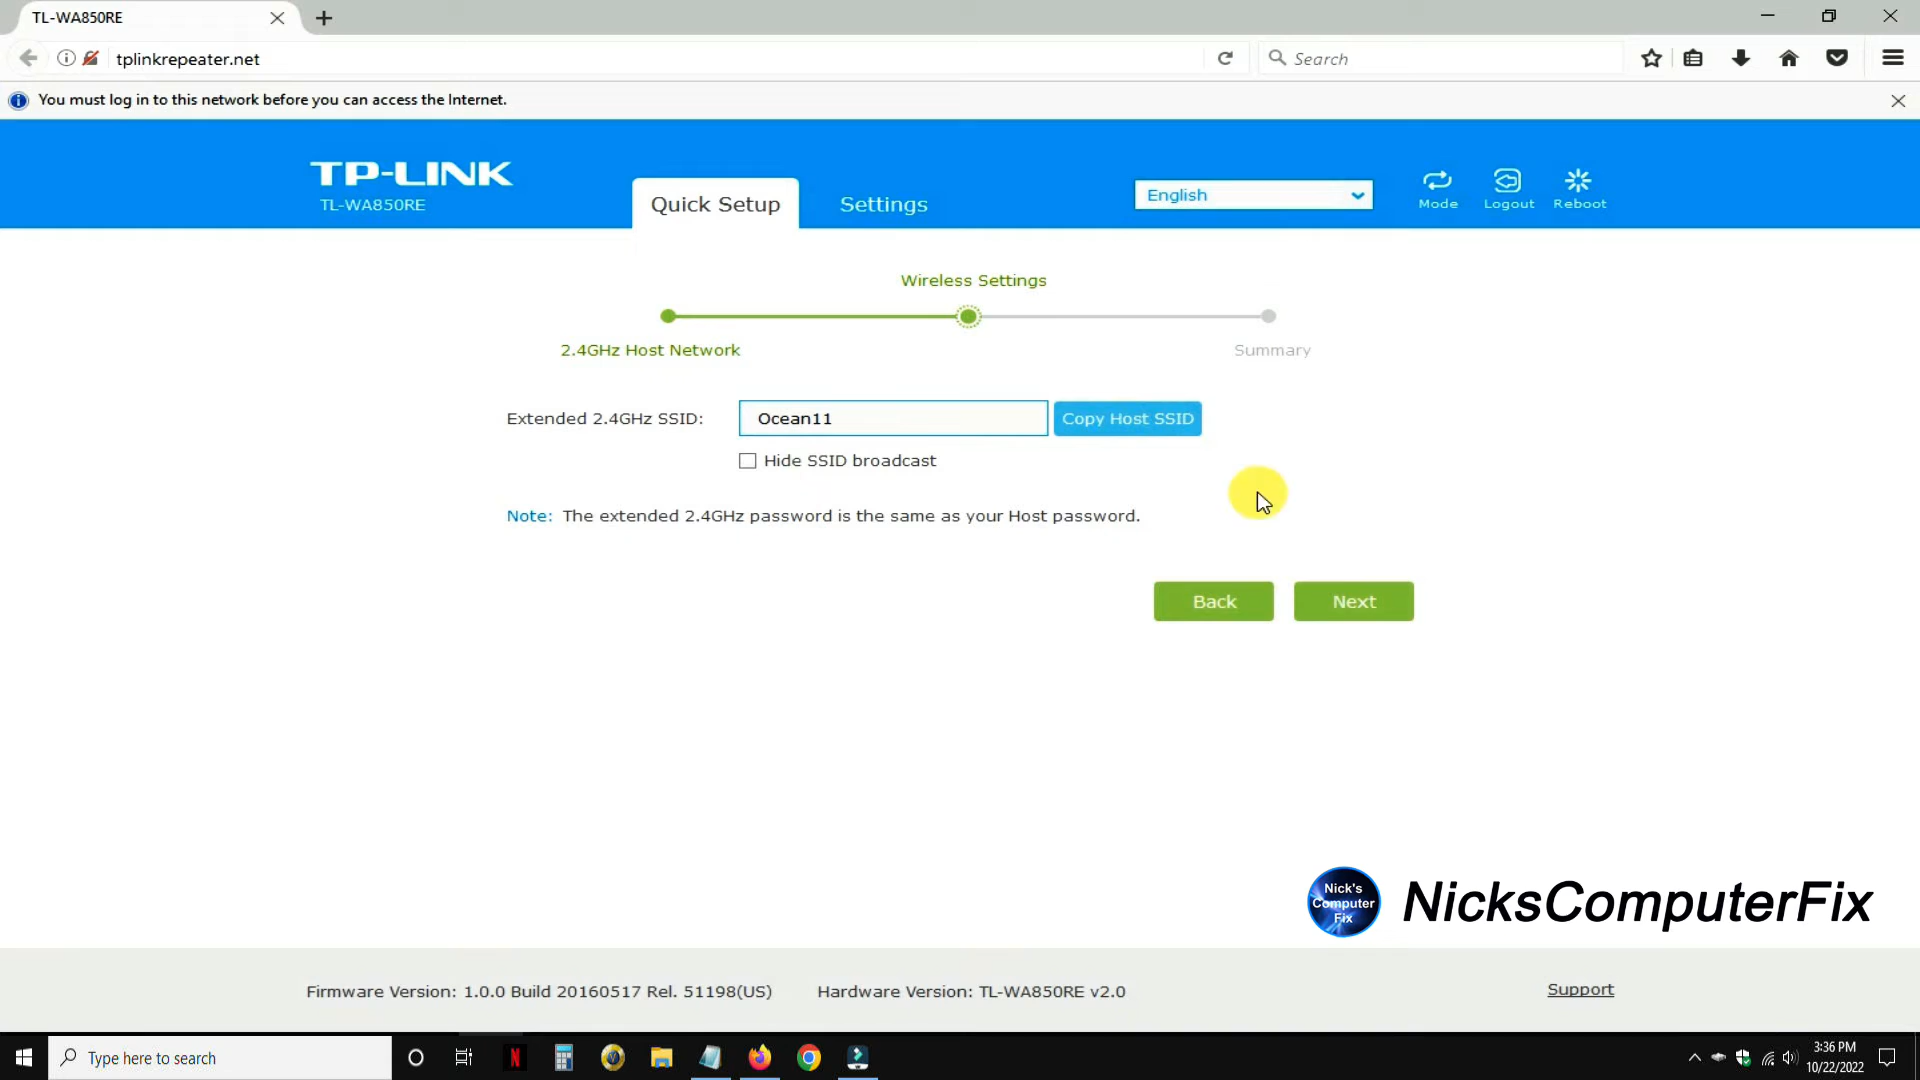 TL-WA850RE
tplinkrepeater.net
Search
You must log in to this network before you can access the Internet.
TP-LINK
TL-WA850RE
Quick Setup
Settings
English
Mode
Logout
Reboot
Wireless Settings
2.4GHz Host Network
Summary
Extended 2.4GHz SSID:
Ocean11
Copy Host SSID
Hide SSID broadcast
Note: The extended 2.4GHz password is the same as your Host password.
Back
Next
Nick's
Computer
Fix
NicksComputerFix
Firmware Version: 1.0.0 Build 20160517 Rel. 51198(US)
Hardware Version: TL-WA850RE v2.0
Support
Type here to search
N
3:36 PM
10/22/2022